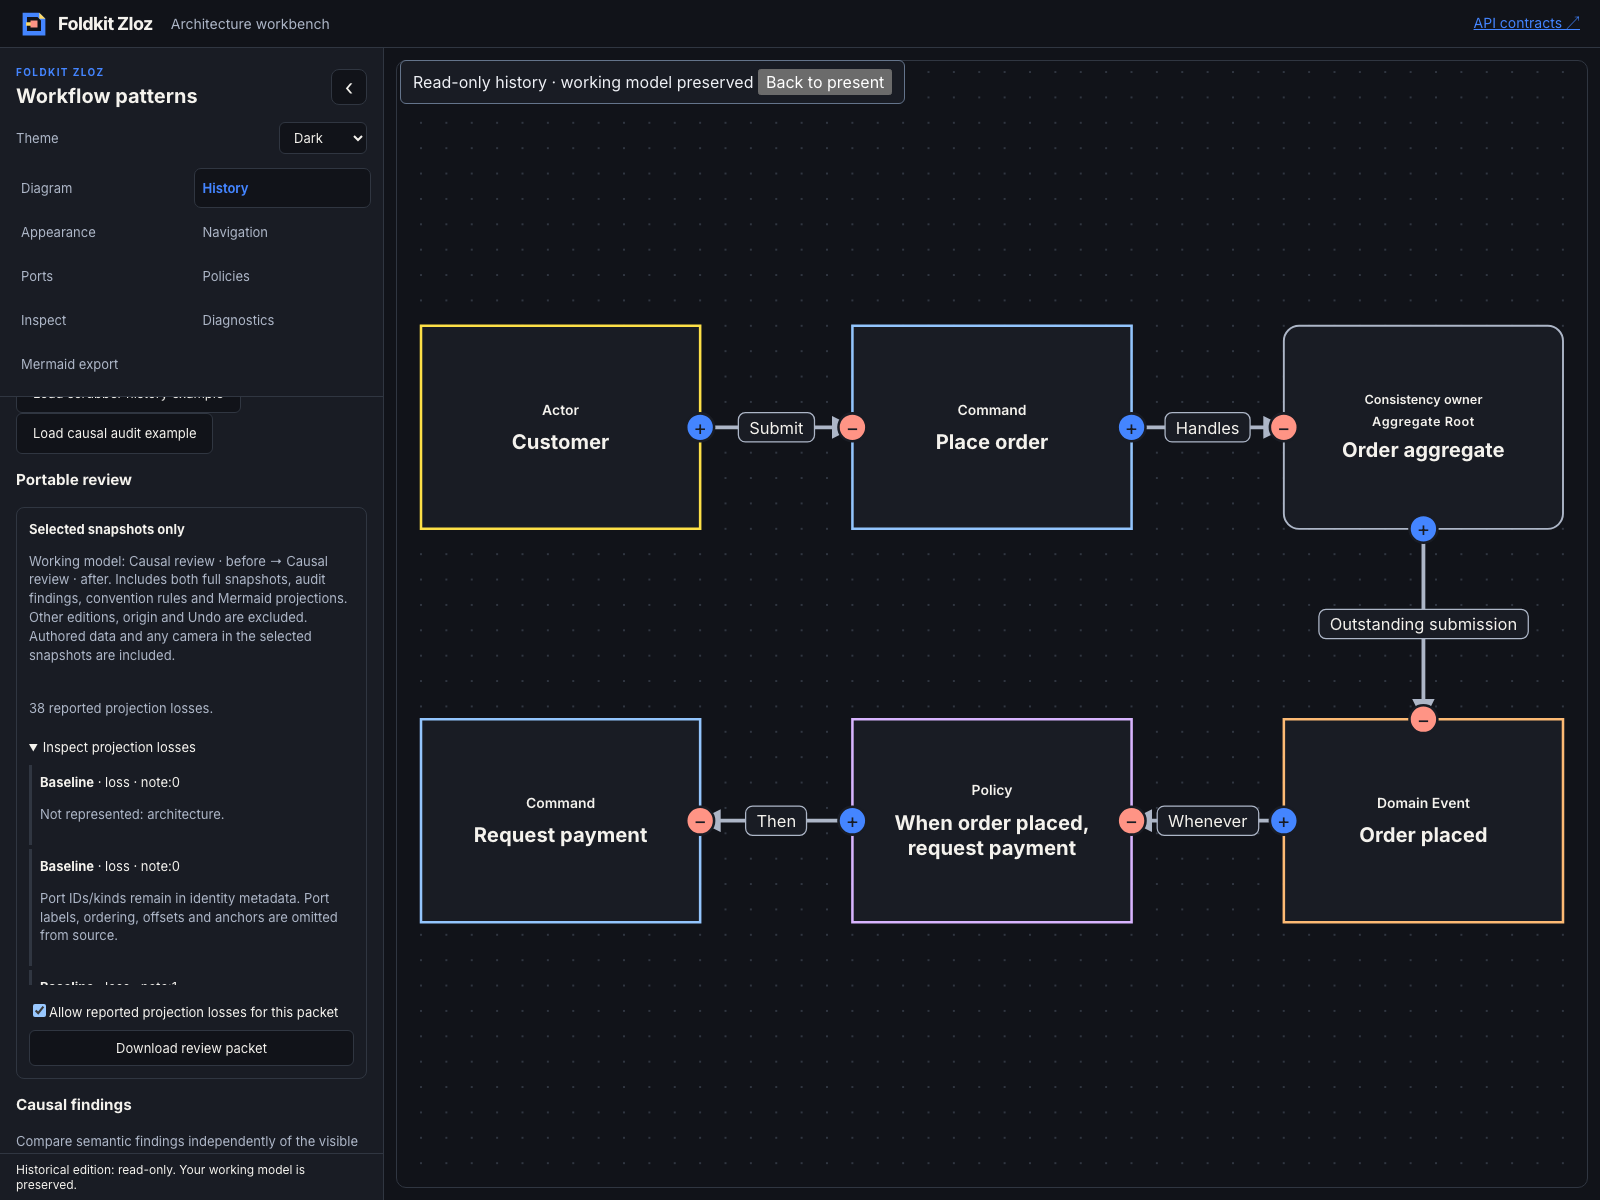 Foldkit Zloz
Architecture workbench
API contracts ↗
FOLDKIT ZLOZ
Workflow patterns
Theme
Dark
Diagram
History
Appearance
Navigation
Ports
Policies
Inspect
Diagnostics
Mermaid export
Load causal audit example
Portable review
Selected snapshots only
Working model: Causal review · before → Causal
review · after. Includes both full snapshots, audit
findings, convention rules and Mermaid projections.
Other editions, origin and Undo are excluded.
Authored data and any camera in the selected
snapshots are included.
38 reported projection losses.
▼ Inspect projection losses
Baseline · loss · note:0
Not represented: architecture.
Baseline · loss · note:0
Port IDs/kinds remain in identity metadata. Port
labels, ordering, offsets and anchors are omitted
from source.
Allow reported projection losses for this packet
Download review packet
Causal findings
Compare semantic findings independently of the visible
Historical edition: read-only. Your working model is
preserved.
Read-only history · working model preserved
Back to present
Actor
Customer
+
Submit
−
Command
Place order
+
Handles
−
Consistency owner
Aggregate Root
Order aggregate
+
Outstanding submission
−
Command
Request payment
−
Then
+
Policy
When order placed,
request payment
−
Whenever
+
Domain Event
Order placed